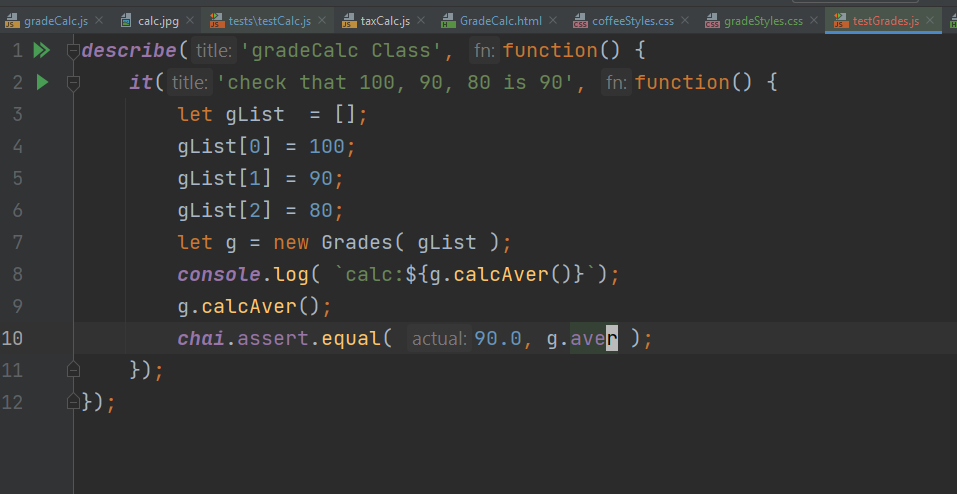 gradeCalc.js calc.jpg tests\testCalc.js taxCalc.js GradeCalc.html coffeeStyles.css gradeStyles.css testGrades.js
1 describe( title: 'gradeCalc Class', fn: function() {
2 it( title: 'check that 100, 90, 80 is 90', fn: function() {
3 let gList  = [];
4 gList[0] = 100;
5 gList[1] = 90;
6 gList[2] = 80;
7 let g = new Grades( gList );
8 console.log( `calc:${g.calcAver()}`);
9 g.calcAver();
10 chai.assert.equal( actual: 90.0, g.aver );
11 });
12 });